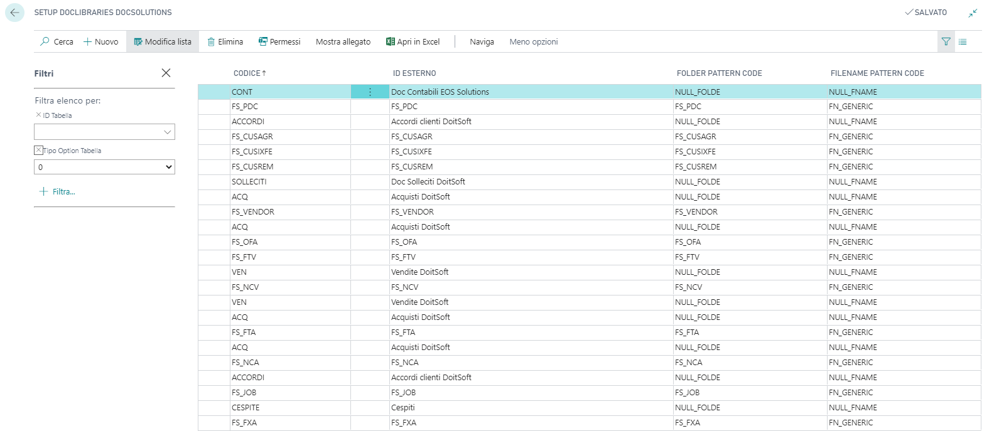 SETUP DOCLIBRARIES DOCSOLUTIONS
SALVATO
Cerca Nuovo Modifica lista Elimina Permessi Mostra allegato Apri in Excel Naviga Meno opzioni
Filtri
Filtra elenco per:
ID Tabella
Tipo Option Tabella
0
Filtra...
CODICE↑ ID ESTERNO FOLDER PATTERN CODE FILENAME PATTERN CODE
CONT Doc Contabili EOS Solutions NULL_FOLDE NULL_FNAME
FS_PDC FS_PDC FS_PDC FN_GENERIC
ACCORDI Accordi clienti DoitSoft NULL_FOLDE NULL_FNAME
FS_CUSAGR FS_CUSAGR FS_CUSAGR FN_GENERIC
FS_CUSIXFE FS_CUSIXFE FS_CUSIXFE FN_GENERIC
FS_CUSREM FS_CUSREM FS_CUSREM FN_GENERIC
SOLLECITI Doc Solleciti DoitSoft NULL_FOLDE NULL_FNAME
ACQ Acquisti DoitSoft NULL_FOLDE NULL_FNAME
FS_VENDOR FS_VENDOR FS_VENDOR FN_GENERIC
ACQ Acquisti DoitSoft NULL_FOLDE NULL_FNAME
FS_OFA FS_OFA FS_OFA FN_GENERIC
FS_FTV FS_FTV FS_FTV FN_GENERIC
VEN Vendite DoitSoft NULL_FOLDE NULL_FNAME
FS_NCV FS_NCV FS_NCV FN_GENERIC
VEN Vendite DoitSoft NULL_FOLDE NULL_FNAME
ACQ Acquisti DoitSoft NULL_FOLDE NULL_FNAME
FS_FTA FS_FTA FS_FTA FN_GENERIC
ACQ Acquisti DoitSoft NULL_FOLDE NULL_FNAME
FS_NCA FS_NCA FS_NCA FN_GENERIC
ACCORDI Accordi clienti DoitSoft NULL_FOLDE NULL_FNAME
FS_JOB FS_JOB FS_JOB FN_GENERIC
CESPITE Cespiti NULL_FOLDE NULL_FNAME
FS_FXA FS_FXA FS_FXA FN_GENERIC